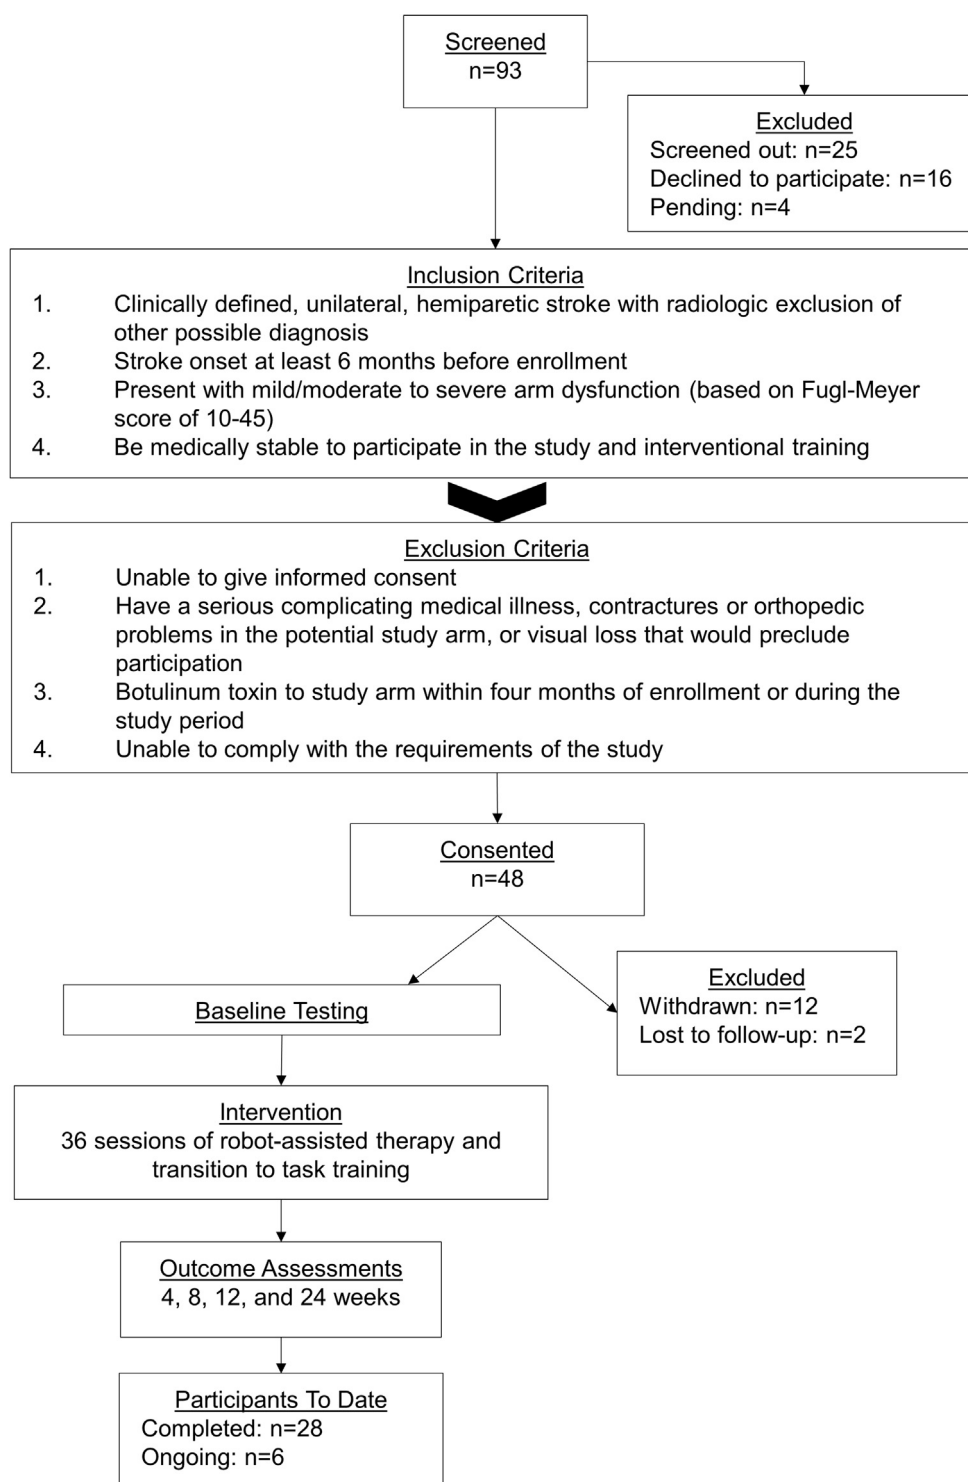 Screened
n=93
Excluded
Screened out: n=25
Declined to participate: n=16
Pending: n=4
Inclusion Criteria
1. Clinically defined, unilateral, hemiparetic stroke with radiologic exclusion of
other possible diagnosis
2. Stroke onset at least 6 months before enrollment
3. Present with mild/moderate to severe arm dysfunction (based on Fugl-Meyer
score of 10-45)
4. Be medically stable to participate in the study and interventional training
Exclusion Criteria
1. Unable to give informed consent
2. Have a serious complicating medical illness, contractures or orthopedic
problems in the potential study arm, or visual loss that would preclude
participation
3. Botulinum toxin to study arm within four months of enrollment or during the
study period
4. Unable to comply with the requirements of the study
Consented
n=48
Excluded
Withdrawn: n=12
Lost to follow-up: n=2
Baseline Testing
Intervention
36 sessions of robot-assisted therapy and
transition to task training
Outcome Assessments
4, 8, 12, and 24 weeks
Participants To Date
Completed: n=28
Ongoing: n=6